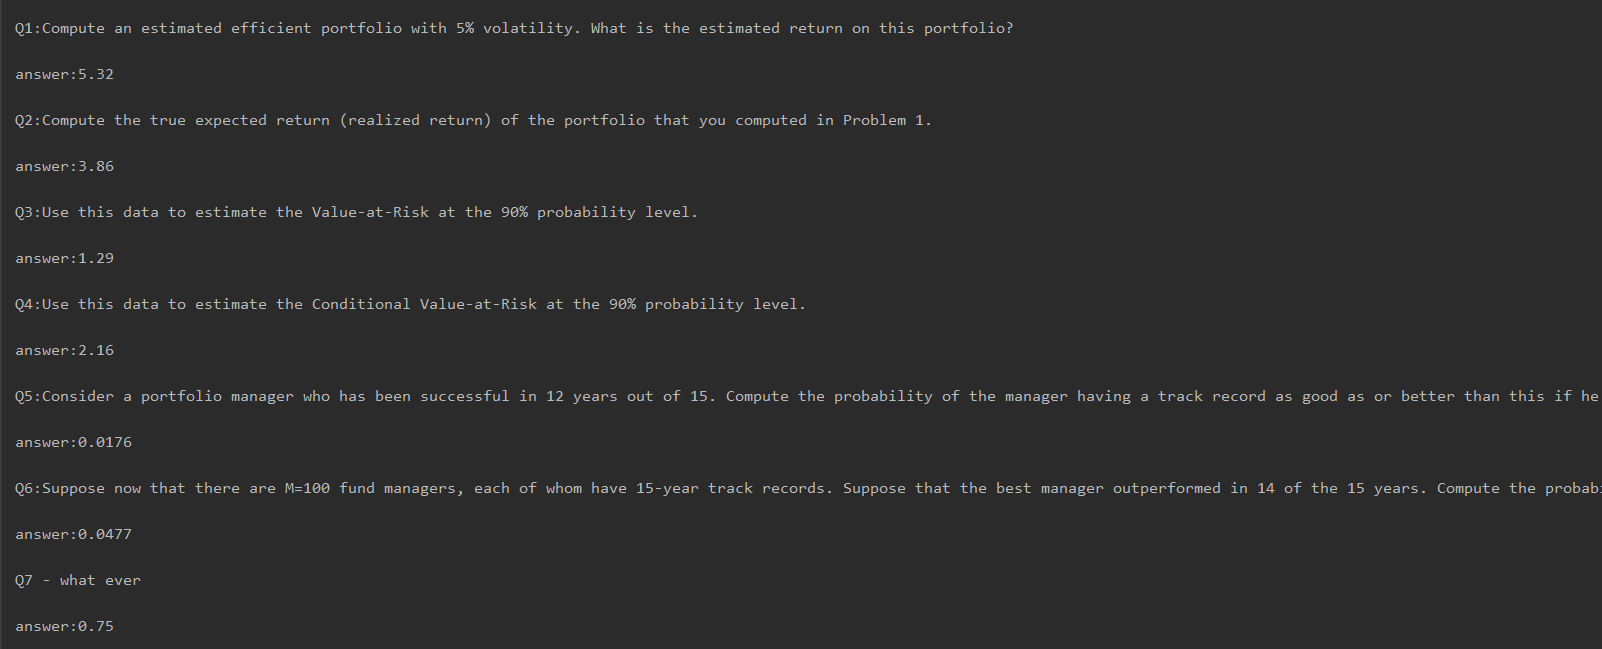 Q1:Compute an estimated efficient portfolio with 5% volatility. What is the estimated return on this portfolio?
answer:5.32
Q2:Compute the true expected return (realized return) of the portfolio that you computed in Problem 1.
answer:3.86
Q3:Use this data to estimate the Value-at-Risk at the 90% probability level.
answer:1.29
Q4:Use this data to estimate the Conditional Value-at-Risk at the 90% probability level.
answer:2.16
Q5:Consider a portfolio manager who has been successful in 12 years out of 15. Compute the probability of the manager having a track record as good as or better than this if he
answer:0.0176
Q6:Suppose now that there are M=100 fund managers, each of whom have 15-year track records. Suppose that the best manager outperformed in 14 of the 15 years. Compute the
answer:0.0477
Q7 - what ever
answer:0.75